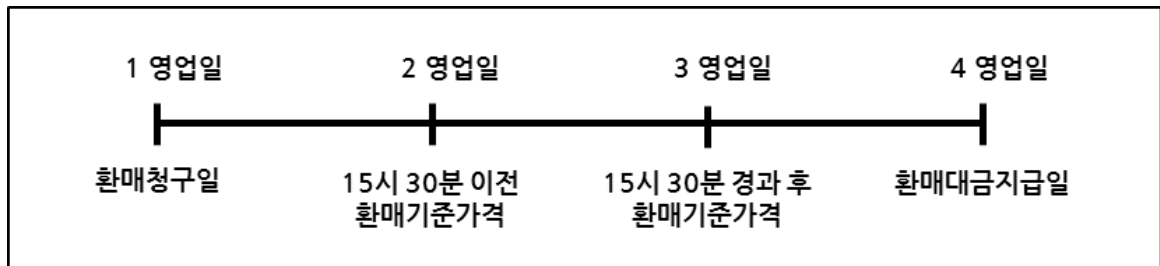 1 영업일
2 영업일
3 영업일
4 영업일
환매청구일
15시 30분 이전
환매기준가격
15시 30분 경과 후
환매기준가격
환매대금지급일